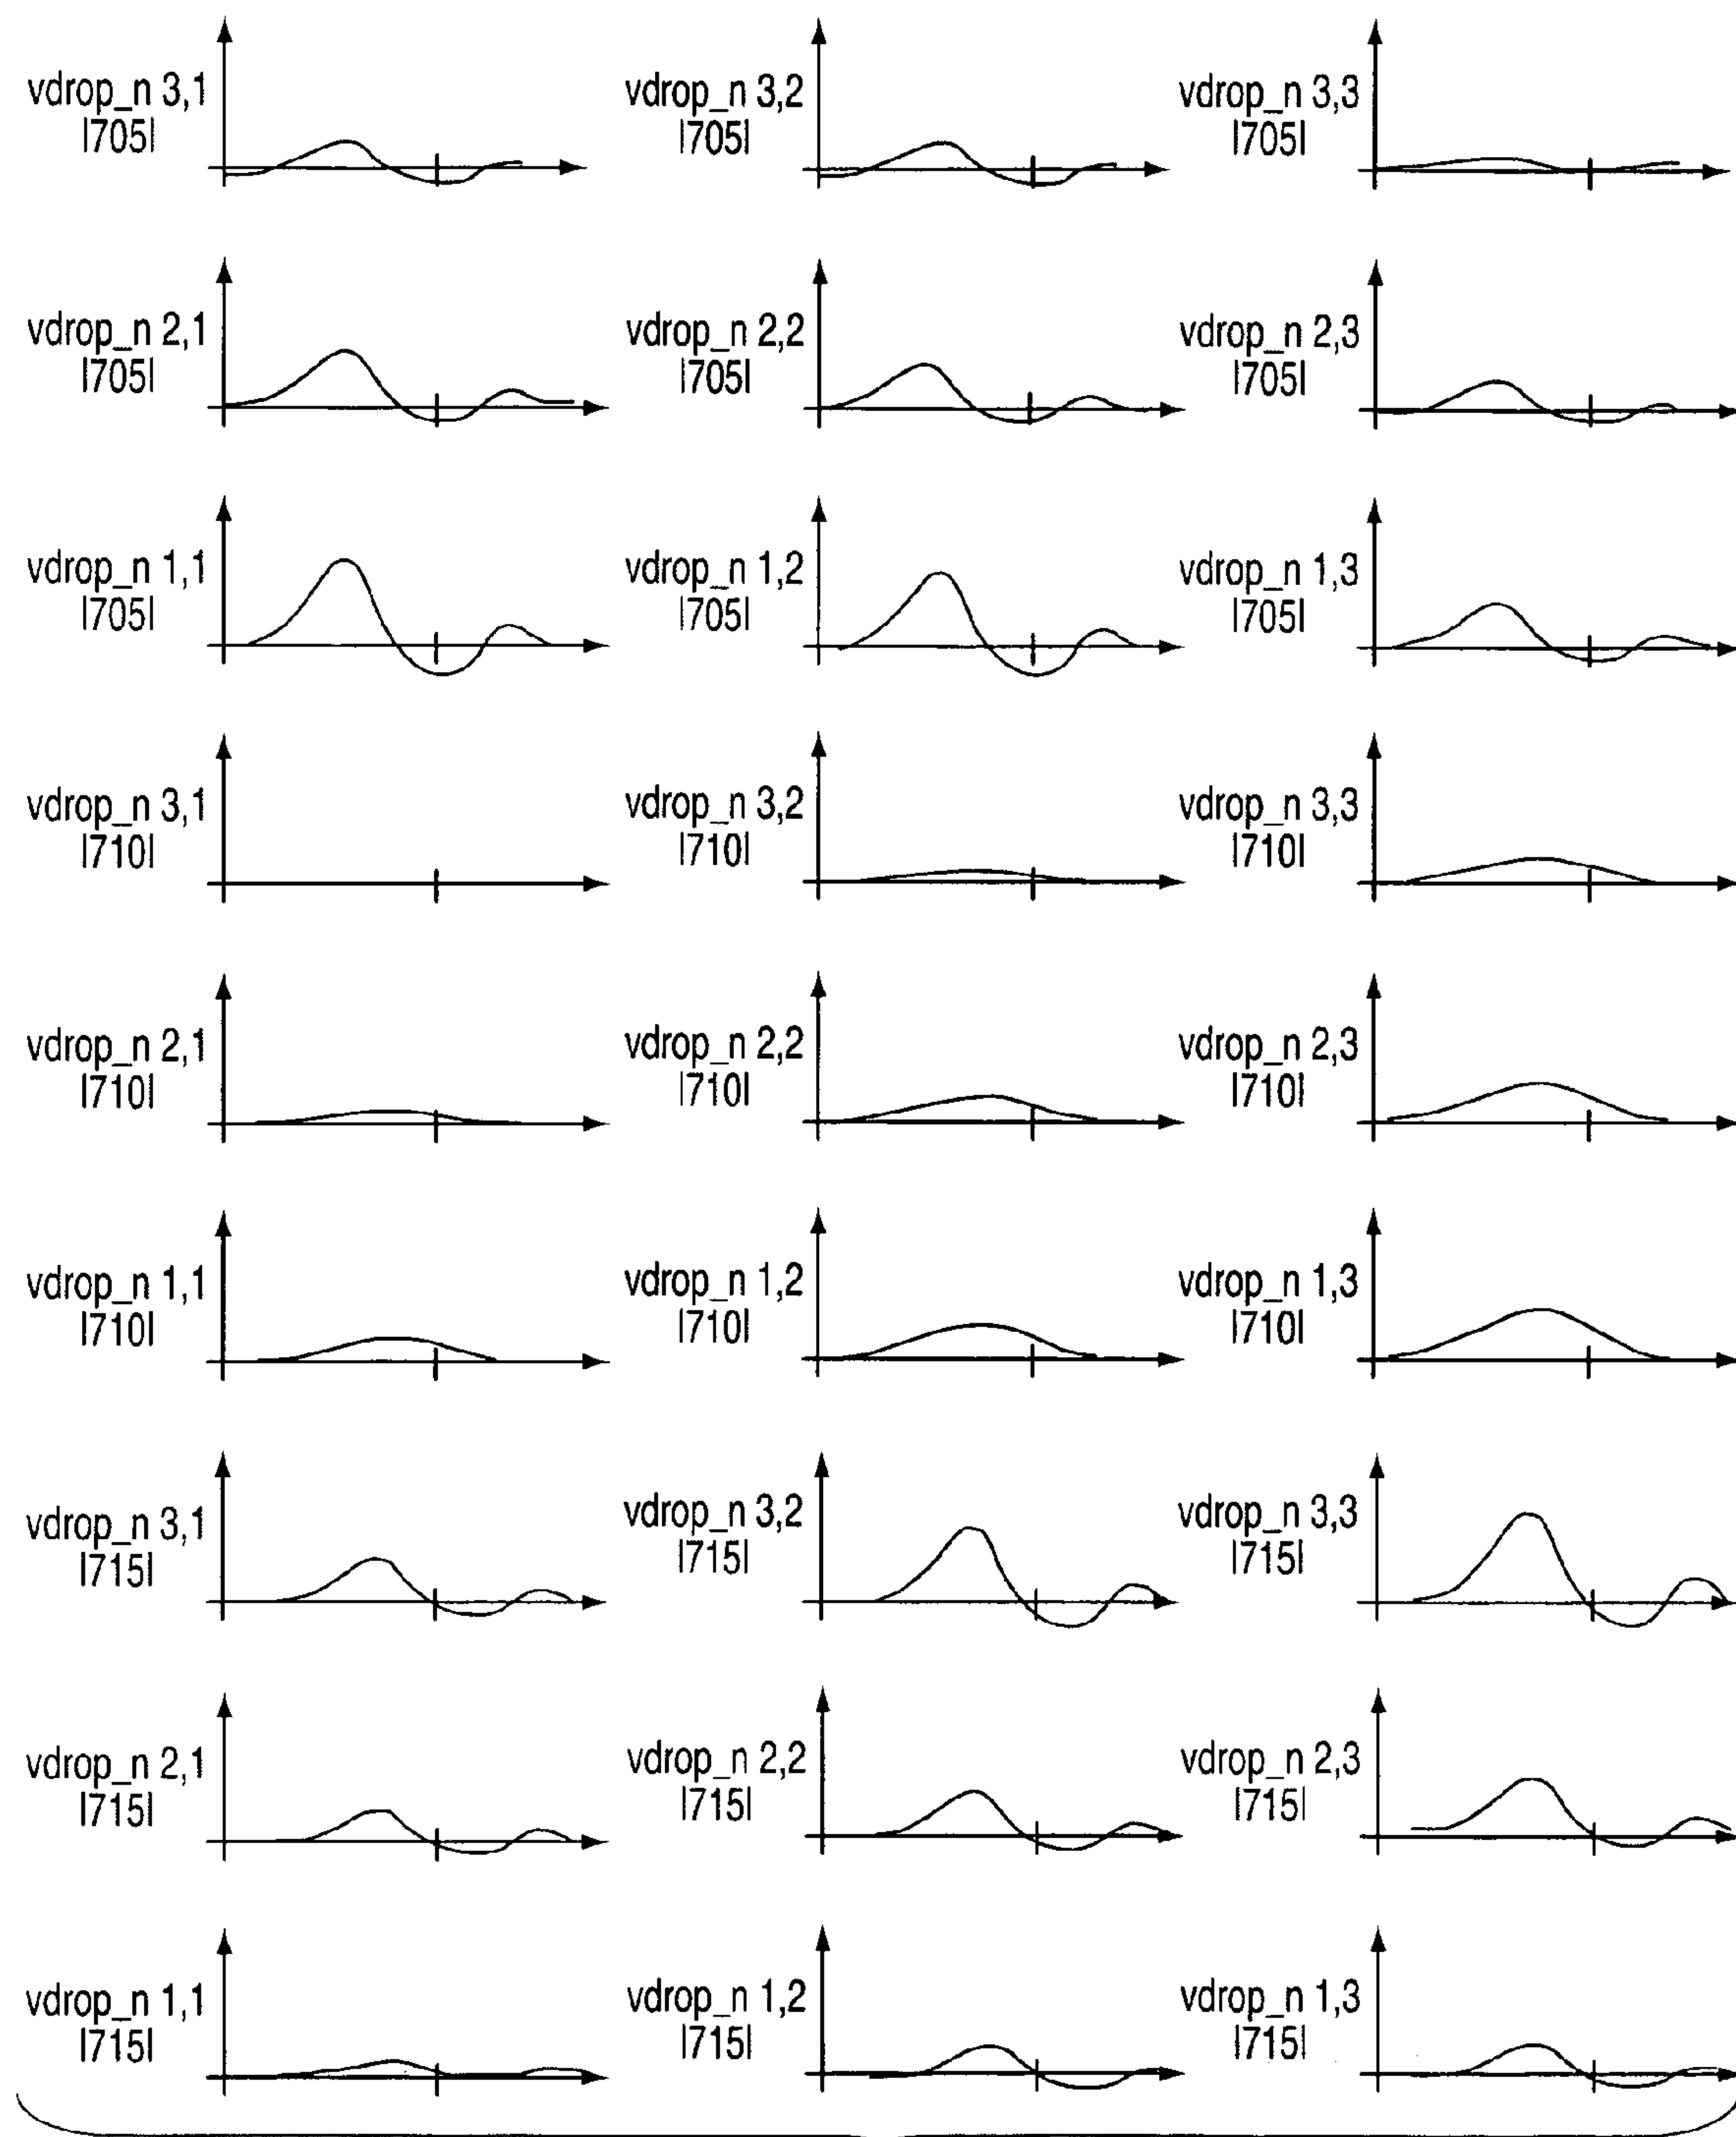 vdrop_n 3,1
|705|
vdrop_n 3,2
|705|
vdrop_n 3,3
|705|
vdrop_n 2,1
|705|
vdrop_n 2,2
|705|
vdrop_n 2,3
|705|
vdrop_n 1,1
|705|
vdrop_n 1,2
|705|
vdrop_n 1,3
|705|
vdrop_n 3,1
|710|
vdrop_n 3,2
|710|
vdrop_n 3,3
|710|
vdrop_n 2,1
|710|
vdrop_n 2,2
|710|
vdrop_n 2,3
|710|
vdrop_n 1,1
|710|
vdrop_n 1,2
|710|
vdrop_n 1,3
|710|
vdrop_n 3,1
|715|
vdrop_n 3,2
|715|
vdrop_n 3,3
|715|
vdrop_n 2,1
|715|
vdrop_n 2,2
|715|
vdrop_n 2,3
|715|
vdrop_n 1,1
|715|
vdrop_n 1,2
|715|
vdrop_n 1,3
|715|